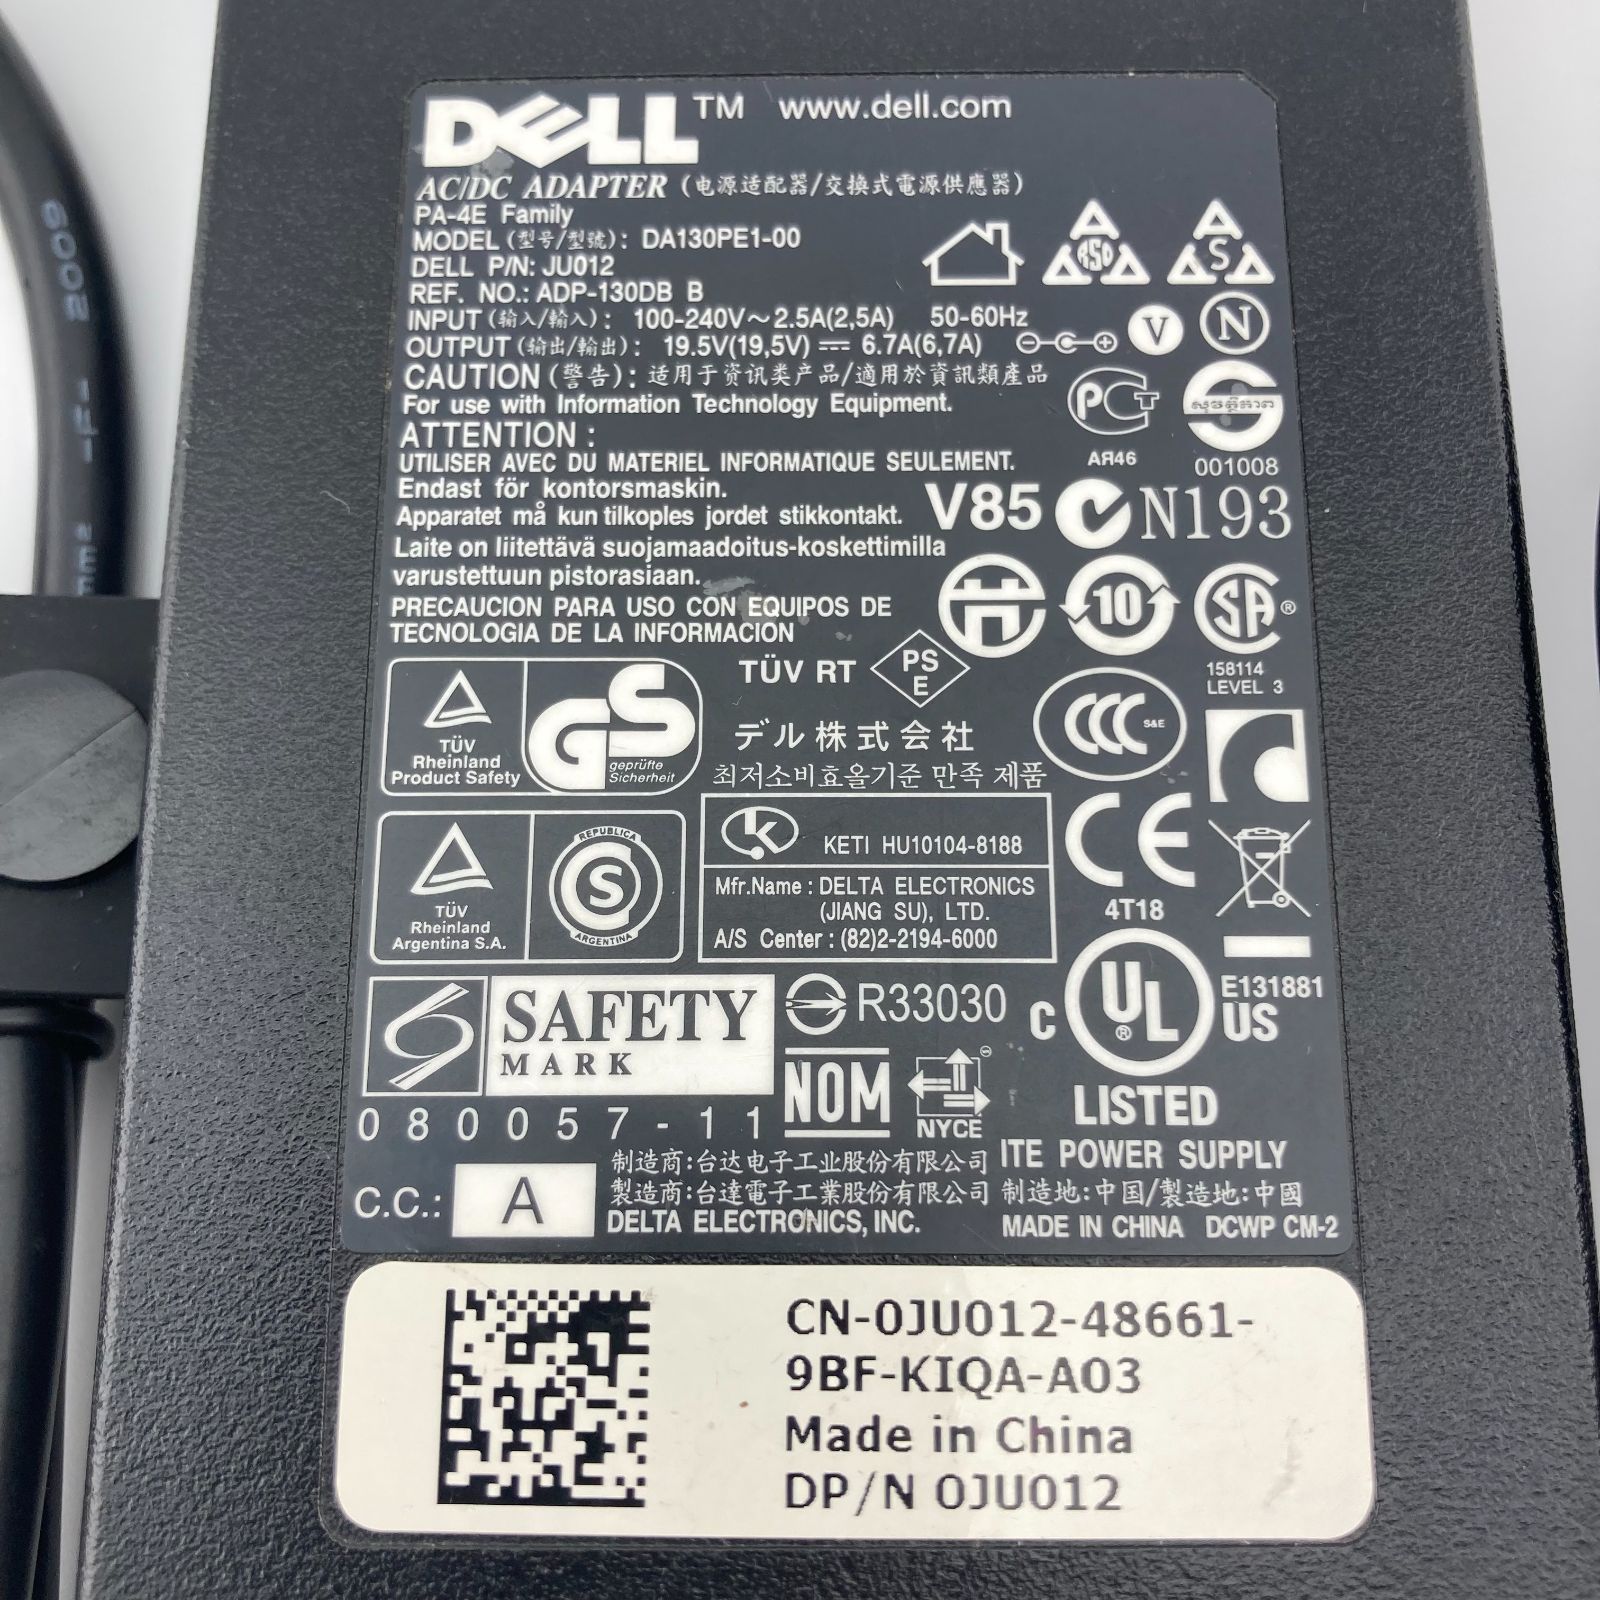 DELL™ www.dell.com
AC/DC ADAPTER (电源适配器/交換式電源供應器)
PA-4E Family
MODEL (型号/型號): DA130PE1-00
DELL P/N: JU012
REF. NO.: ADP-130DB B
INPUT (输入/輸入): 100-240V～2.5A(2,5A) 50-60Hz
OUTPUT (输出/輸出): 19.5V(19,5V) ⎓ 6.7A(6,7A)
RSD
S
V
N
CAUTION (警告): 适用于资讯类产品/適用於資訊類產品
For use with Information Technology Equipment.
ATTENTION :
UTILISER AVEC DU MATERIEL INFORMATIQUE SEULEMENT.
Endast för kontorsmaskin.
Apparatet må kun tilkoples jordet stikkontakt.
Laite on liitettävä suojamaadoitus-koskettimilla
varustettuun pistorasiaan.
PRECAUCION PARA USO CON EQUIPOS DE
TECNOLOGIA DE LA INFORMACION
РСТ
АЯ46
001008
V85 N193
10
SA®
158114
LEVEL 3
TÜV RT
PS
E
TÜV
Rheinland
Product Safety
GS
geprüfte
Sicherheit
デル株式会社
최저소비효율기준 만족 제품
CCC S&E
TÜV
Rheinland
Argentina S.A.
REPUBLICA
S
ARGENTINA
K
KETI HU10104-8188
Mfr.Name : DELTA ELECTRONICS
(JIANG SU), LTD.
A/S Center : (82)2-2194-6000
CE
4T18
SAFETY
MARK
080057-11
R33030
NOM
NYCE
C UL® US
E131881
LISTED
ITE POWER SUPPLY
C.C.: A
制造商:台达电子工业股份有限公司
製造商:台達電子工業股份有限公司 制造地:中国/製造地:中國
DELTA ELECTRONICS, INC. MADE IN CHINA DCWP CM-2
CN-0JU012-48661-
9BF-KIQA-A03
Made in China
DP/N 0JU012